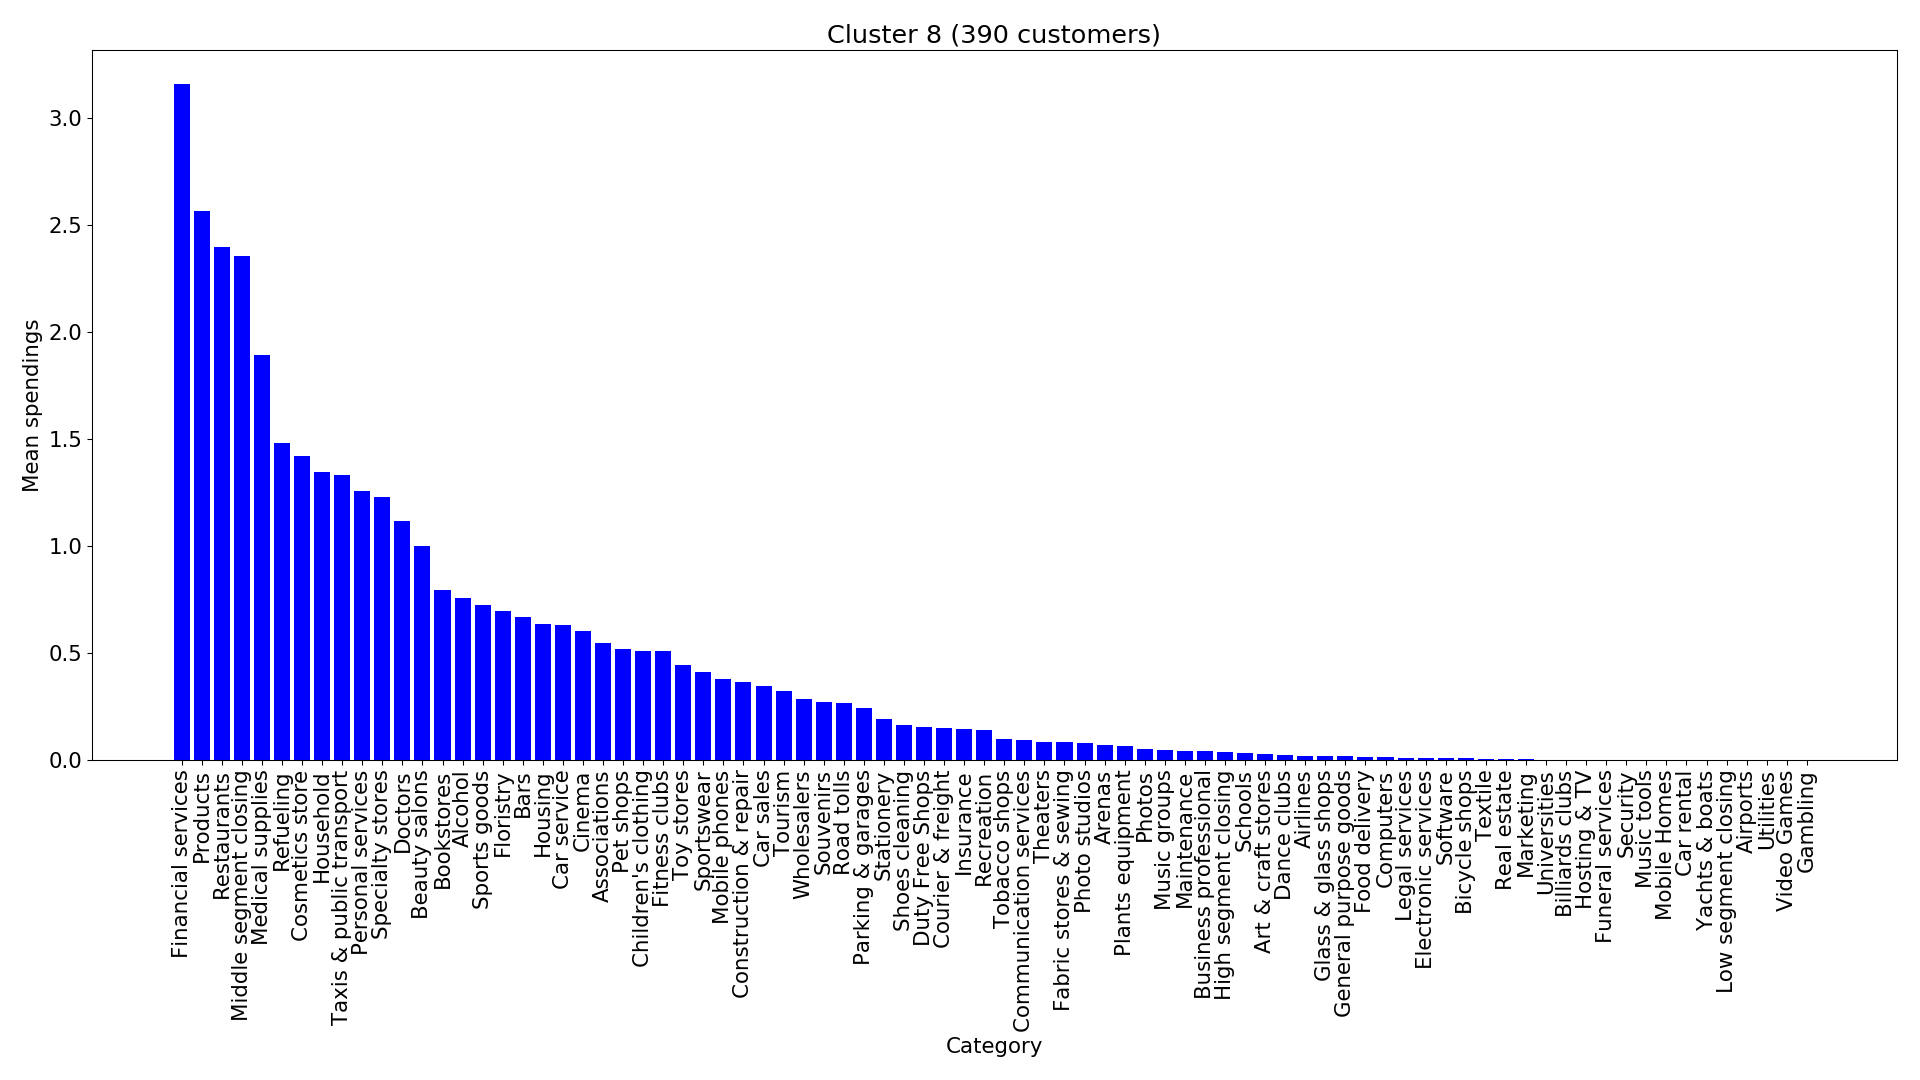 Cluster 8 (390 customers)
Mean spendings
3.0
2.5
2.0
1.5
1.0
0.5
0.0
Financial services
Products
Restaurants
Middle segment closing
Medical supplies
Refueling
Cosmetics store
Household
Taxis & public transport
Personal services
Specialty stores
Doctors
Beauty salons
Bookstores
Alcohol
Sports goods
Floristry
Bars
Housing
Car service
Cinema
Associations
Pet shops
Children's clothing
Fitness clubs
Toy stores
Sportswear
Mobile phones
Construction & repair
Car sales
Tourism
Wholesalers
Souvenirs
Road tolls
Parking & garages
Stationery
Shoes cleaning
Duty Free Shops
Courier & freight
Insurance
Recreation
Tobacco shops
Communication services
Theaters
Fabric stores & sewing
Photo studios
Arenas
Plants equipment
Photos
Music groups
Maintenance
Business professional
High segment closing
Schools
Art & craft stores
Dance clubs
Airlines
Glass & glass shops
General purpose goods
Food delivery
Computers
Legal services
Electronic services
Software
Bicycle shops
Textile
Real estate
Marketing
Universities
Billiards clubs
Hosting & TV
Funeral services
Security
Music tools
Mobile Homes
Car rental
Yachts & boats
Low segment closing
Airports
Utilities
Video Games
Gambling
Category